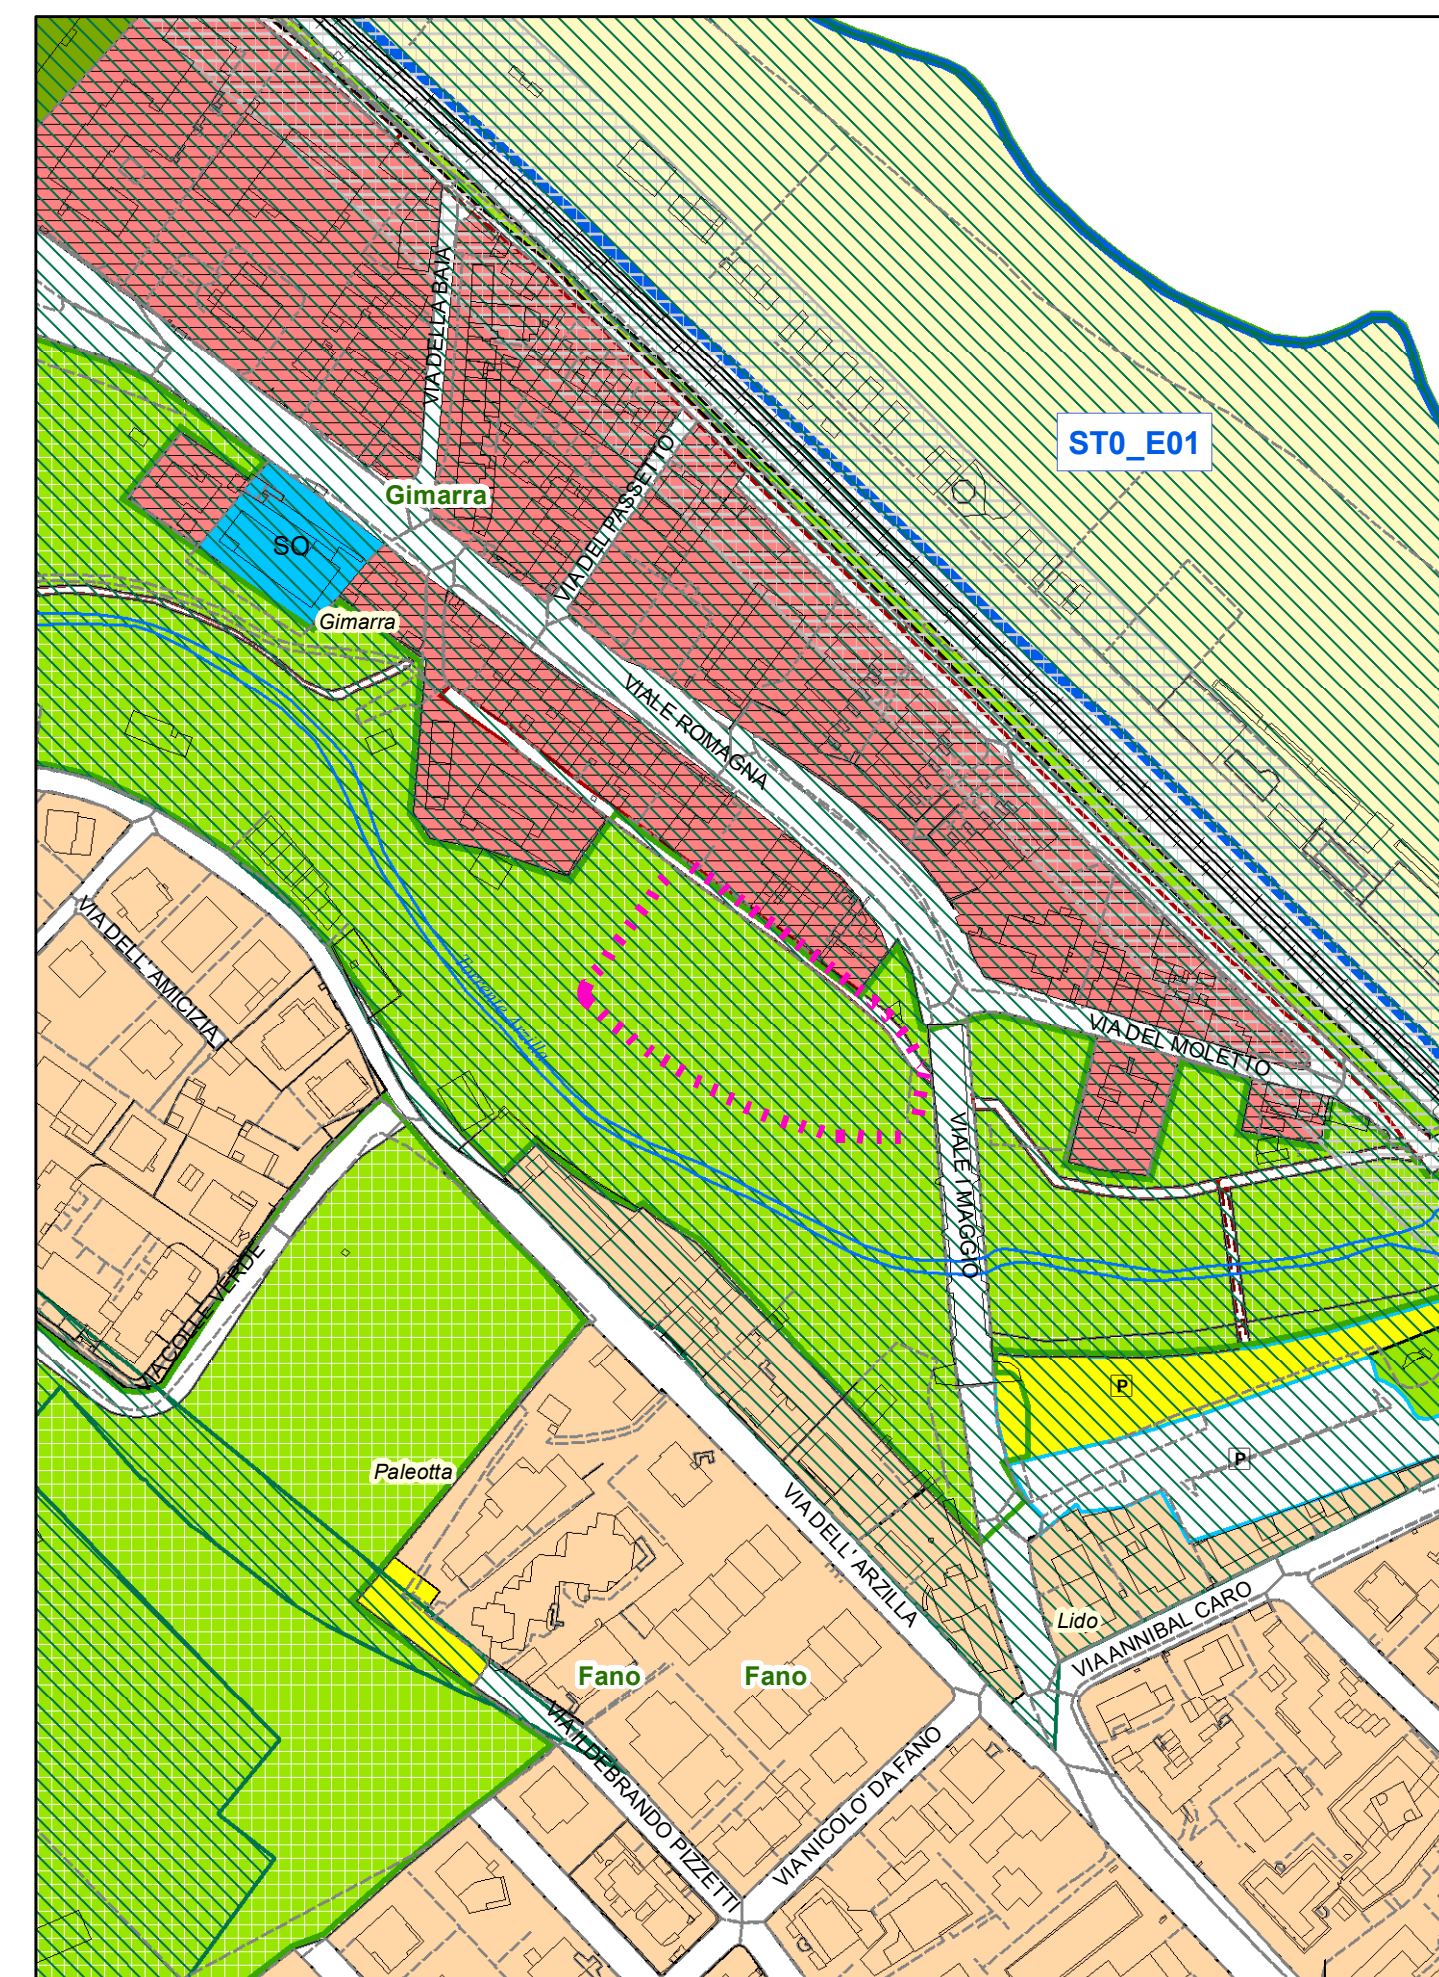 VIA DELLA BAIA
ST0_E01
Gimarra
VIA DEL PASSETTO
SO
Gimarra
VIALE ROMAGNA
VIA DELL' AMICIZIA
Torrente Arzilla
VIA DEL MOLETTO
VIALE I MAGGIO
VIA COLLE VERDE
P
P
Paleotta
VIA DELL' ARZILLA
Lido
VIA ANNIBAL CARO
Fano
Fano
VIA ILDEBRANDO PIZZETTI
VIA NICOLO' DA FANO